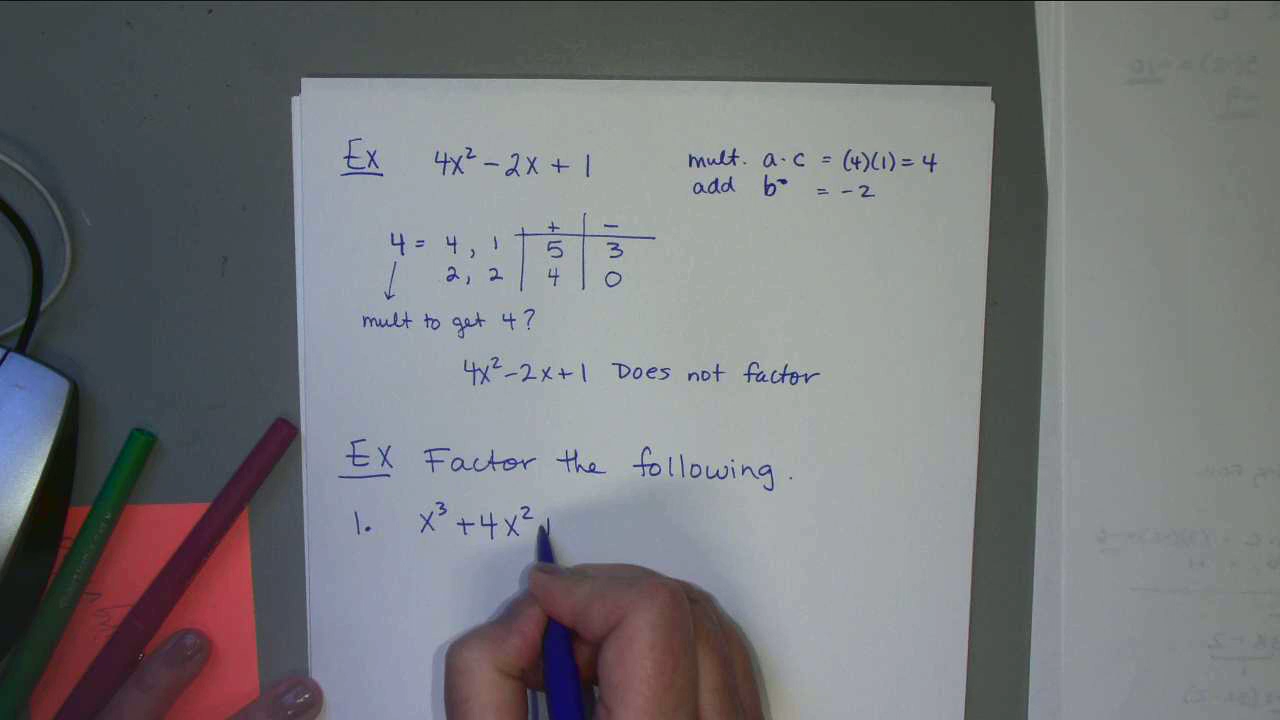 Ex 4x² − 2x + 1
mult. a·c = (4)(1) = 4
add b = −2
+ −
4 = 4, 1 5 3
2, 2 4 0
mult to get 4?
4x² − 2x + 1 Does not factor
Ex Factor the following.
1. x³ + 4x²